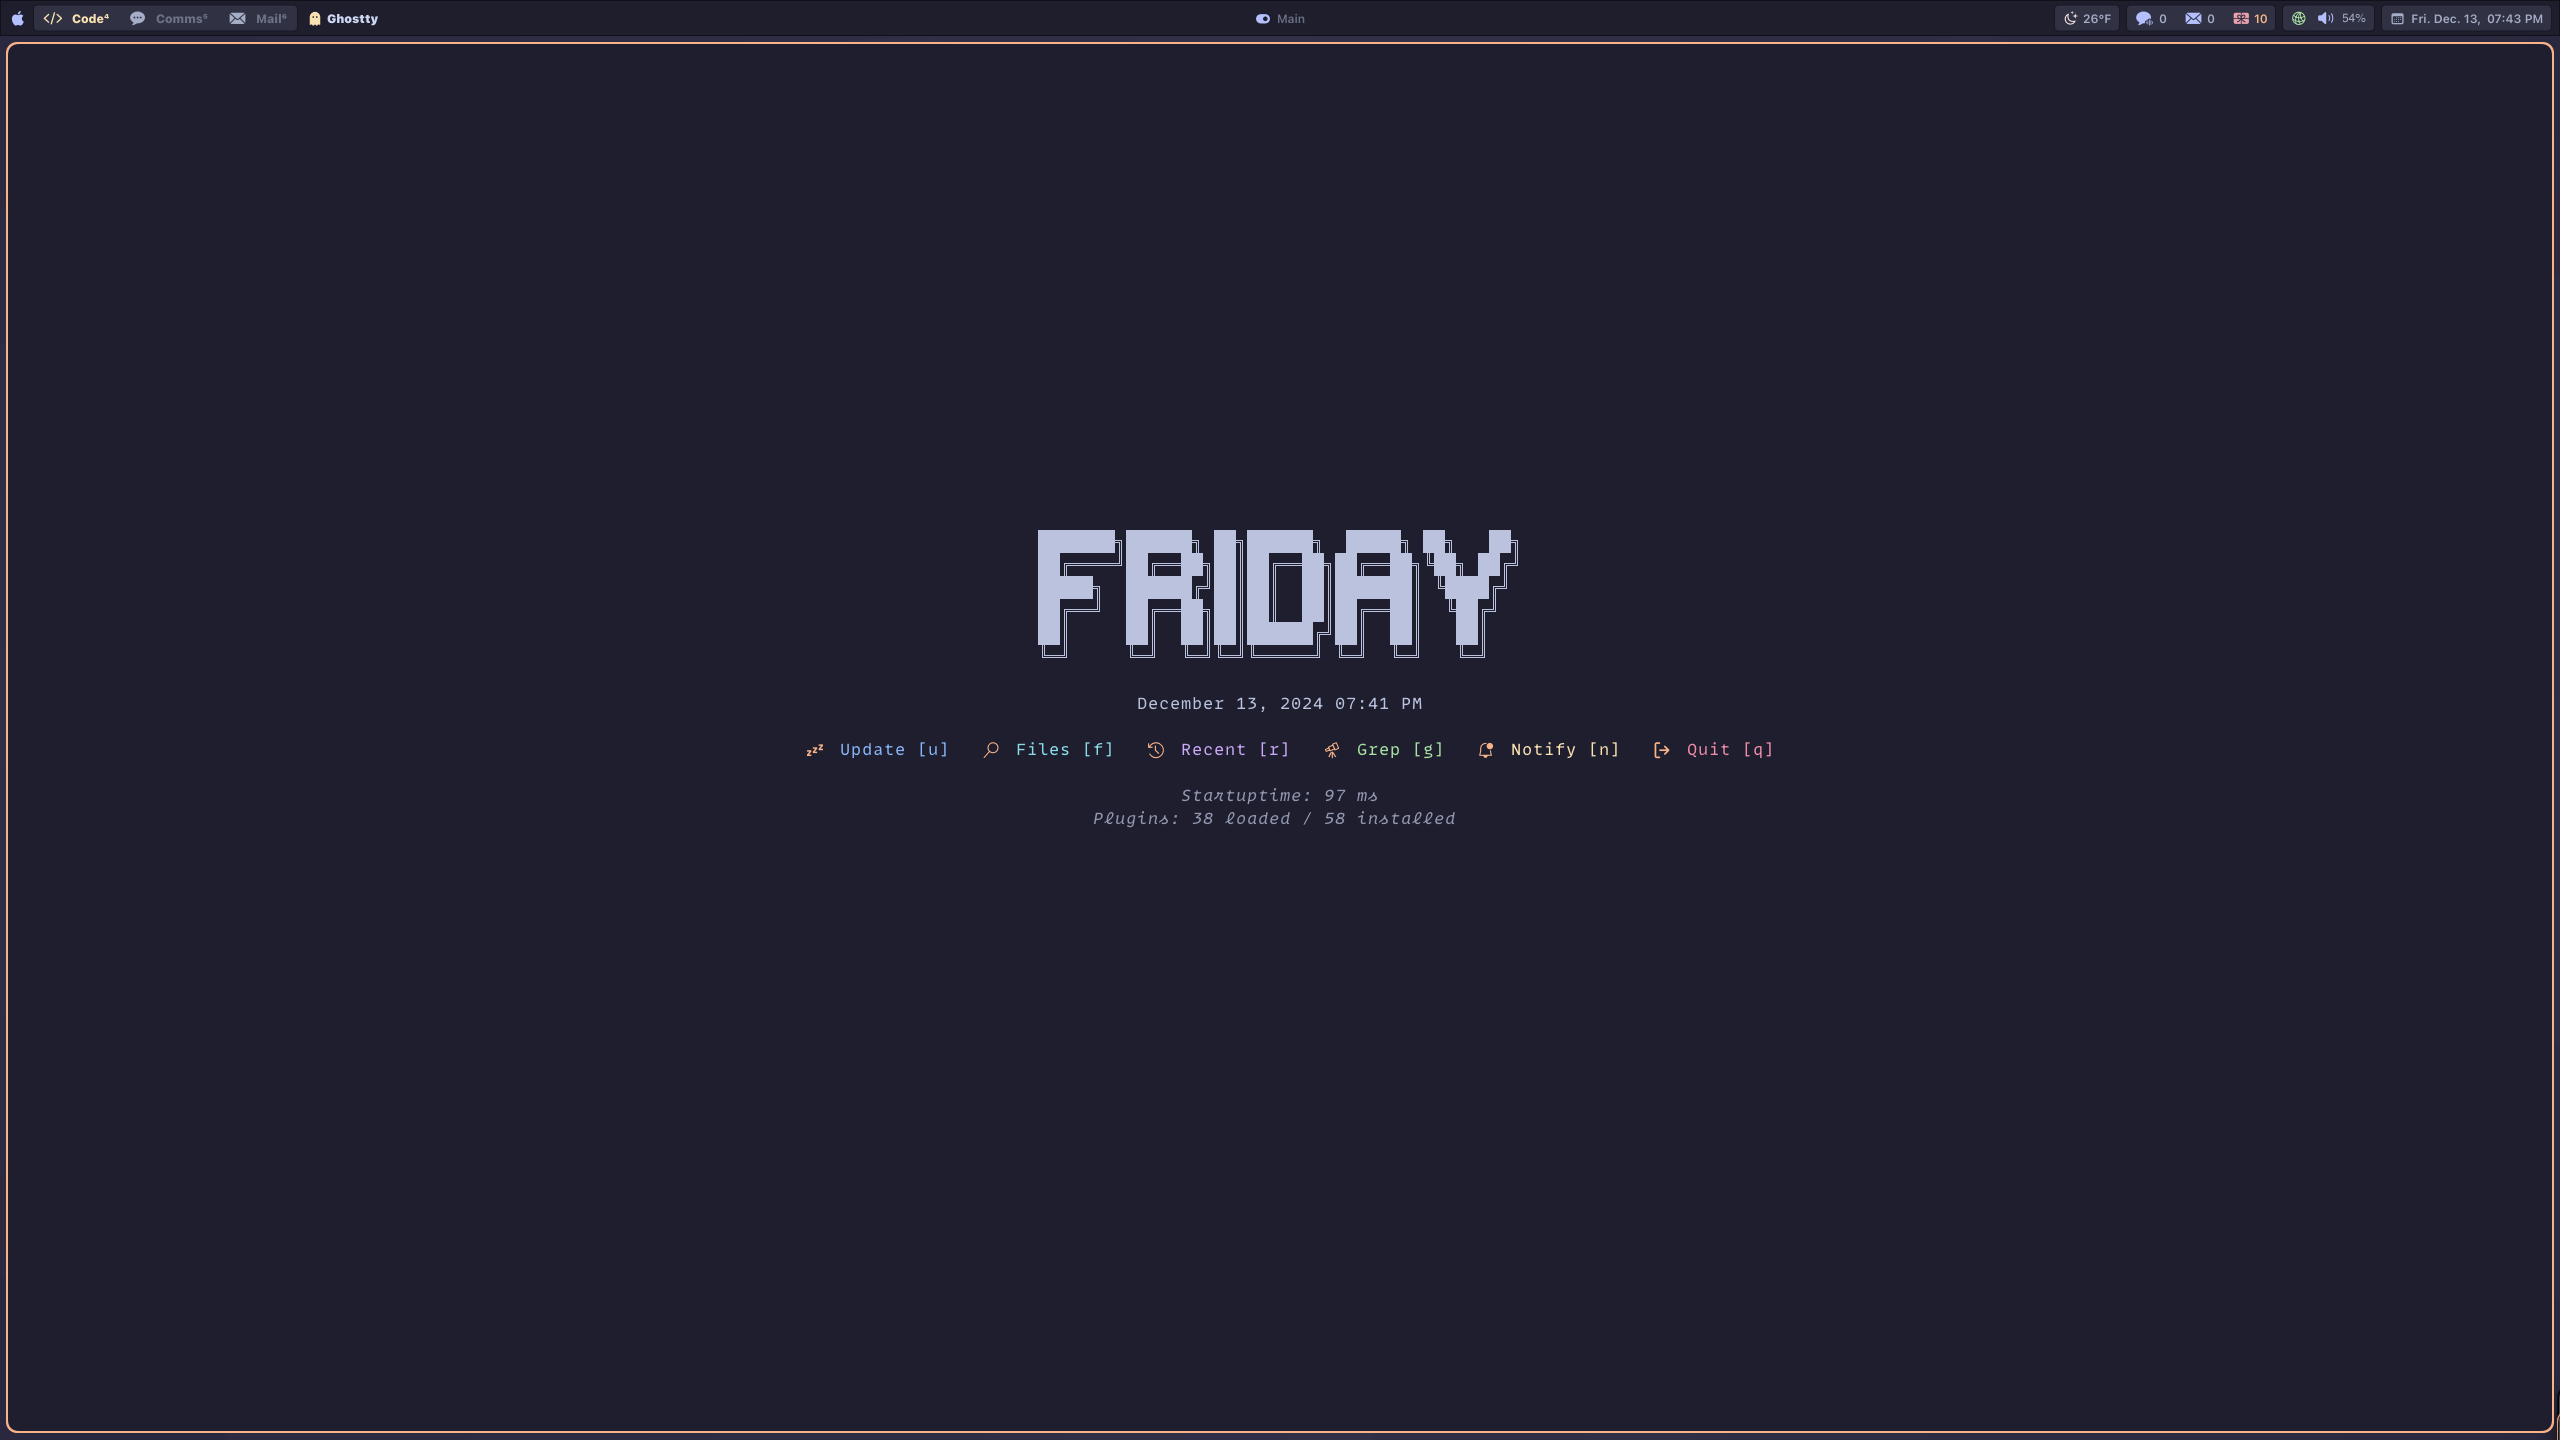 Code⁴ Comms⁵ Mail⁶ Ghostty Main 26°F 0 0 10 54% Fri. Dec. 13, 07:43 PM
FRIDAY
December 13, 2024 07:41 PM
Update [u] Files [f] Recent [r] Grep [g] Notify [n] Quit [q]
Startuptime: 97 ms
Plugins: 38 loaded / 58 installed